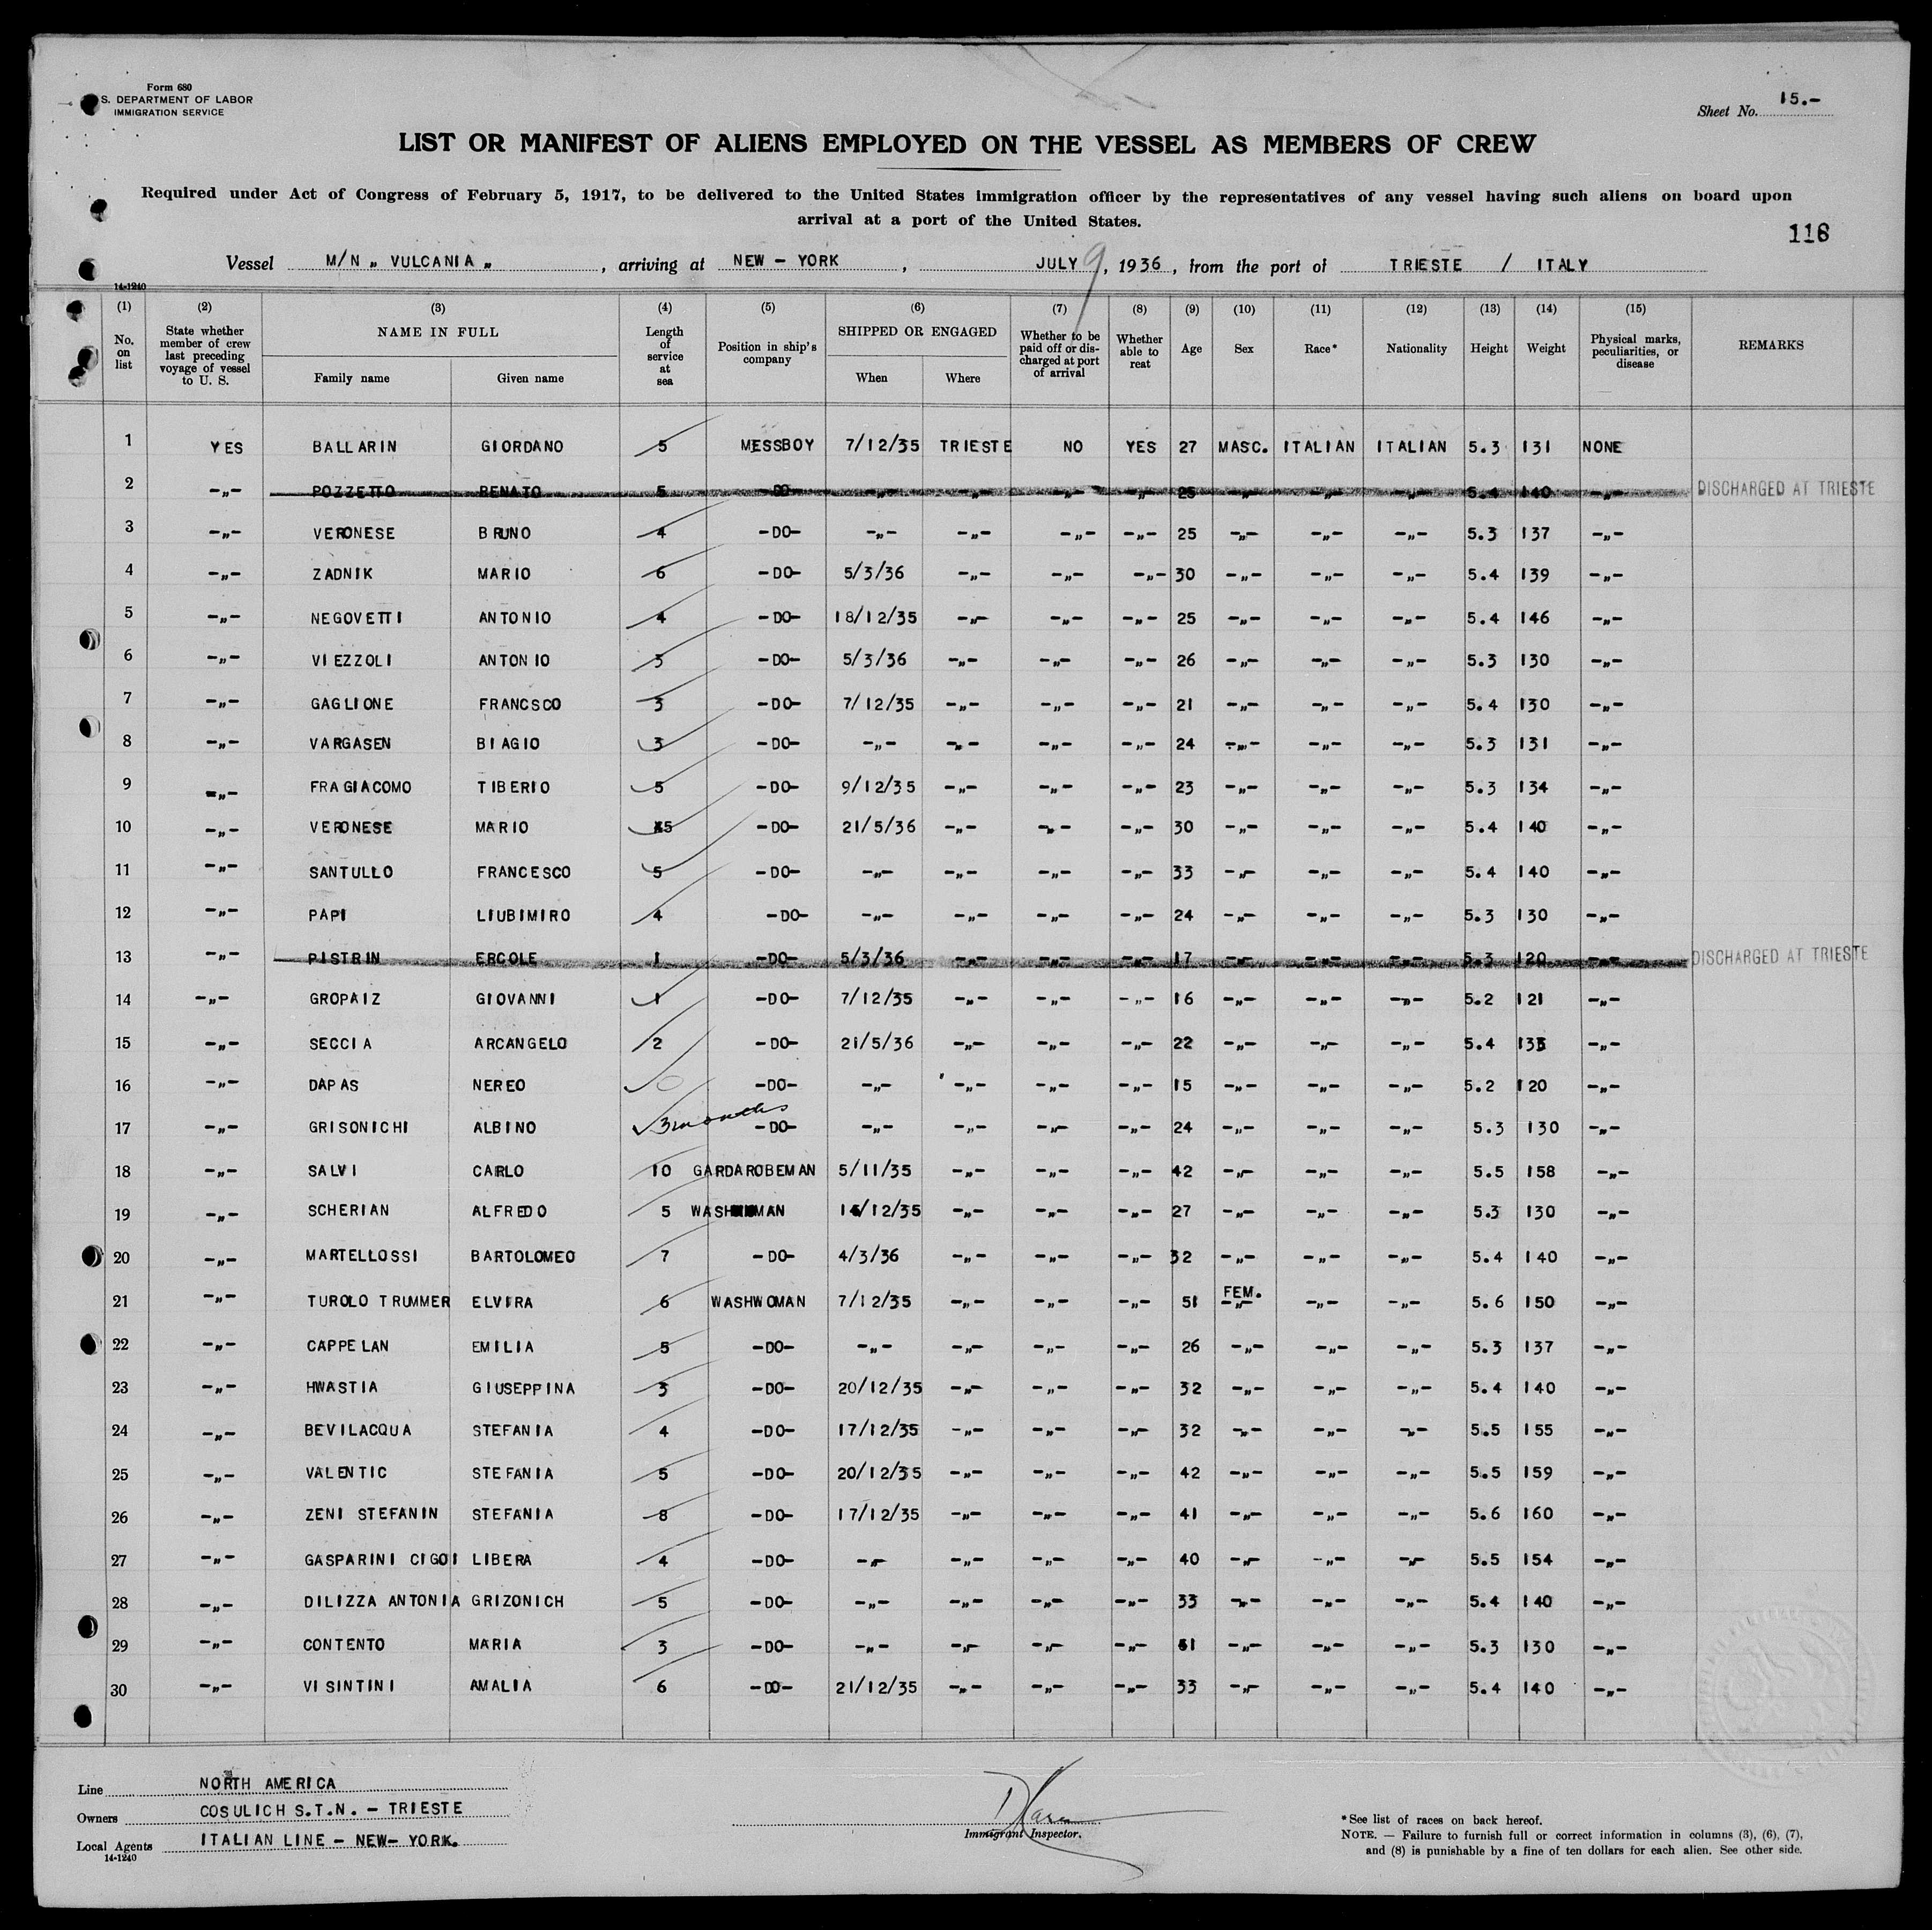 Form 680
S. DEPARTMENT OF LABOR
IMMIGRATION SERVICE
Sheet No. 15.-
LIST OR MANIFEST OF ALIENS EMPLOYED ON THE VESSEL AS MEMBERS OF CREW
Required under Act of Congress of February 5, 1917, to be delivered to the United States immigration officer by the representatives of any vessel having such aliens on board upon
arrival at a port of the United States.
116
Vessel M/N „ VULCANIA „ , arriving at NEW - YORK , JULY 9, 1936, from the port of TRIESTE / ITALY
14-1240
(1) (2) (3) (4) (5) (6) (7) (8) (9) (10) (11) (12) (13) (14) (15)
No. on list State whether member of crew last preceding voyage of vessel to U. S. NAME IN FULL Family name Given name Length of service at sea Position in ship's company SHIPPED OR ENGAGED When Where Whether to be paid off or discharged at port of arrival Whether able to reat Age Sex Race* Nationality Height Weight Physical marks, peculiarities, or disease REMARKS
1 YES BALLARIN GIORDANO 5 MESSBOY 7/12/35 TRIESTE NO YES 27 MASC. ITALIAN ITALIAN 5.3 131 NONE
2 -„- POZZETTO RENATO 5 -DO- -„- -„- -„- -„- 25 -„- -„- -„- 5.4 140 -„- DISCHARGED AT TRIESTE
3 -„- VERONESE BRUNO 4 -DO- -„- -„- -„- -„- 25 -„- -„- -„- 5.3 137 -„-
4 -„- ZADNIK MARIO 6 -DO- 5/3/36 -„- -„- -„- 30 -„- -„- -„- 5.4 139 -„-
5 -„- NEGOVETTI ANTONIO 4 -DO- 18/12/35 -„- -„- -„- 25 -„- -„- -„- 5.4 146 -„-
6 -„- VIEZZOLI ANTONIO 3 -DO- 5/3/36 -„- -„- -„- 26 -„- -„- -„- 5.3 130 -„-
7 -„- GAGLIONE FRANCSCO 3 -DO- 7/12/35 -„- -„- -„- 21 -„- -„- -„- 5.4 130 -„-
8 -„- VARGASEN BIAGIO 3 -DO- -„- -„- -„- -„- 24 -„- -„- -„- 5.3 131 -„-
9 -„- FRAGIACOMO TIBERIO 5 -DO- 9/12/35 -„- -„- -„- 23 -„- -„- -„- 5.3 134 -„-
10 -„- VERONESE MARIO 5 -DO- 21/5/36 -„- -„- -„- 30 -„- -„- -„- 5.4 140 -„-
11 -„- SANTULLO FRANCESCO 5 -DO- -„- -„- -„- -„- 33 -„- -„- -„- 5.4 140 -„-
12 -„- PAPI LIUBIMIRO 4 -DO- -„- -„- -„- -„- 24 -„- -„- -„- 5.3 130 -„-
13 -„- PISTRIN ERCOLE 1 -DO- 5/3/36 -„- -„- -„- 17 -„- -„- -„- 5.3 120 -„- DISCHARGED AT TRIESTE
14 -„- GROPAIZ GIOVANNI 1 -DO- 7/12/35 -„- -„- -„- 16 -„- -„- -„- 5.2 121 -„-
15 -„- SECCIA ARCANGELO 2 -DO- 21/5/36 -„- -„- -„- 22 -„- -„- -„- 5.4 133 -„-
16 -„- DAPAS NEREO 0 -DO- -„- -„- -„- -„- 15 -„- -„- -„- 5.2 120 -„-
17 -„- GRISONICHI ALBINO 3 months -DO- -„- -„- -„- -„- 24 -„- -„- -„- 5.3 130 -„-
18 -„- SALVI CARLO 10 GARDAROBEMAN 5/11/35 -„- -„- -„- 42 -„- -„- -„- 5.5 158 -„-
19 -„- SCHERIAN ALFREDO 5 WASHMAN /12/35 -„- -„- -„- 27 -„- -„- -„- 5.3 130 -„-
20 -„- MARTELLOSSI BARTOLOMEO 7 -DO- 4/3/36 -„- -„- -„- 32 -„- -„- -„- 5.4 140 -„-
21 -„- TUROLO TRUMMER ELVIRA 6 WASHWOMAN 7/12/35 -„- -„- -„- 51 FEM. -„- -„- -„- 5.6 150 -„-
22 -„- CAPPELAN EMILIA 5 -DO- -„- -„- -„- -„- 26 -„- -„- -„- 5.3 137 -„-
23 -„- HWASTIA GIUSEPPINA 3 -DO- 20/12/35 -„- -„- -„- 32 -„- -„- -„- 5.4 140 -„-
24 -„- BEVILACQUA STEFANIA 4 -DO- 17/12/35 -„- -„- -„- 32 -„- -„- -„- 5.5 155 -„-
25 -„- VALENTIC STEFANIA 5 -DO- 20/12/35 -„- -„- -„- 42 -„- -„- -„- 5.5 159 -„-
26 -„- ZENI STEFANIN STEFANIA 8 -DO- 17/12/35 -„- -„- -„- 41 -„- -„- -„- 5.6 160 -„-
27 -„- GASPARINI CIGOI LIBERA 4 -DO- -„- -„- -„- -„- 40 -„- -„- -„- 5.5 154 -„-
28 -„- DILIZZA ANTONIA GRIZONICH 5 -DO- -„- -„- -„- -„- 33 -„- -„- -„- 5.4 140 -„-
29 -„- CONTENTO MARIA 3 -DO- -„- -„- -„- -„- -„- -„- -„- 5.3 130 -„-
30 -„- VISINTINI AMALIA 6 -DO- 21/12/35 -„- -„- -„- 33 -„- -„- -„- 5.4 140 -„-
Line NORTH AMERICA
Owners COSULICH S.T.N. - TRIESTE
Local Agents ITALIAN LINE - NEW-YORK.
14-1240
Immigrant Inspector.
*See list of races on back hereof.
NOTE. — Failure to furnish full or correct information in columns (3), (6), (7),
and (8) is punishable by a fine of ten dollars for each alien. See other side.